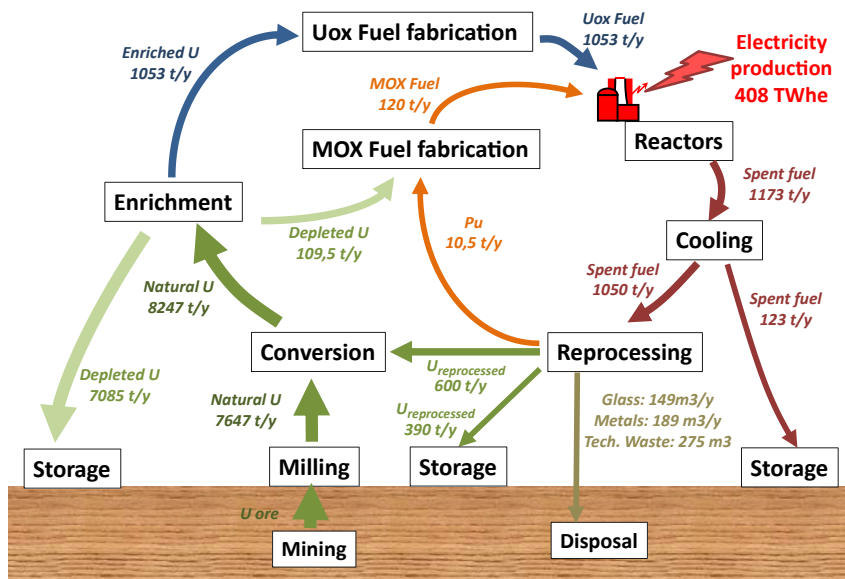 Uox Fuel fabrication
Enriched U
1053 t/y
Uox Fuel
1053 t/y
Electricity
production
408 TWhe
MOX Fuel
120 t/y
MOX Fuel fabrication
Reactors
Spent fuel
1173 t/y
Enrichment
Depleted U
109,5 t/y
Pu
10,5 t/y
Cooling
Natural U
8247 t/y
Spent fuel
1050 t/y
Spent fuel
123 t/y
Conversion
Reprocessing
Ureprocessed
600 t/y
Depleted U
7085 t/y
Natural U
7647 t/y
Ureprocessed
390 t/y
Glass: 149m3/y
Metals: 189 m3/y
Tech. Waste: 275 m3
Storage
Milling
Storage
Storage
U ore
Mining
Disposal